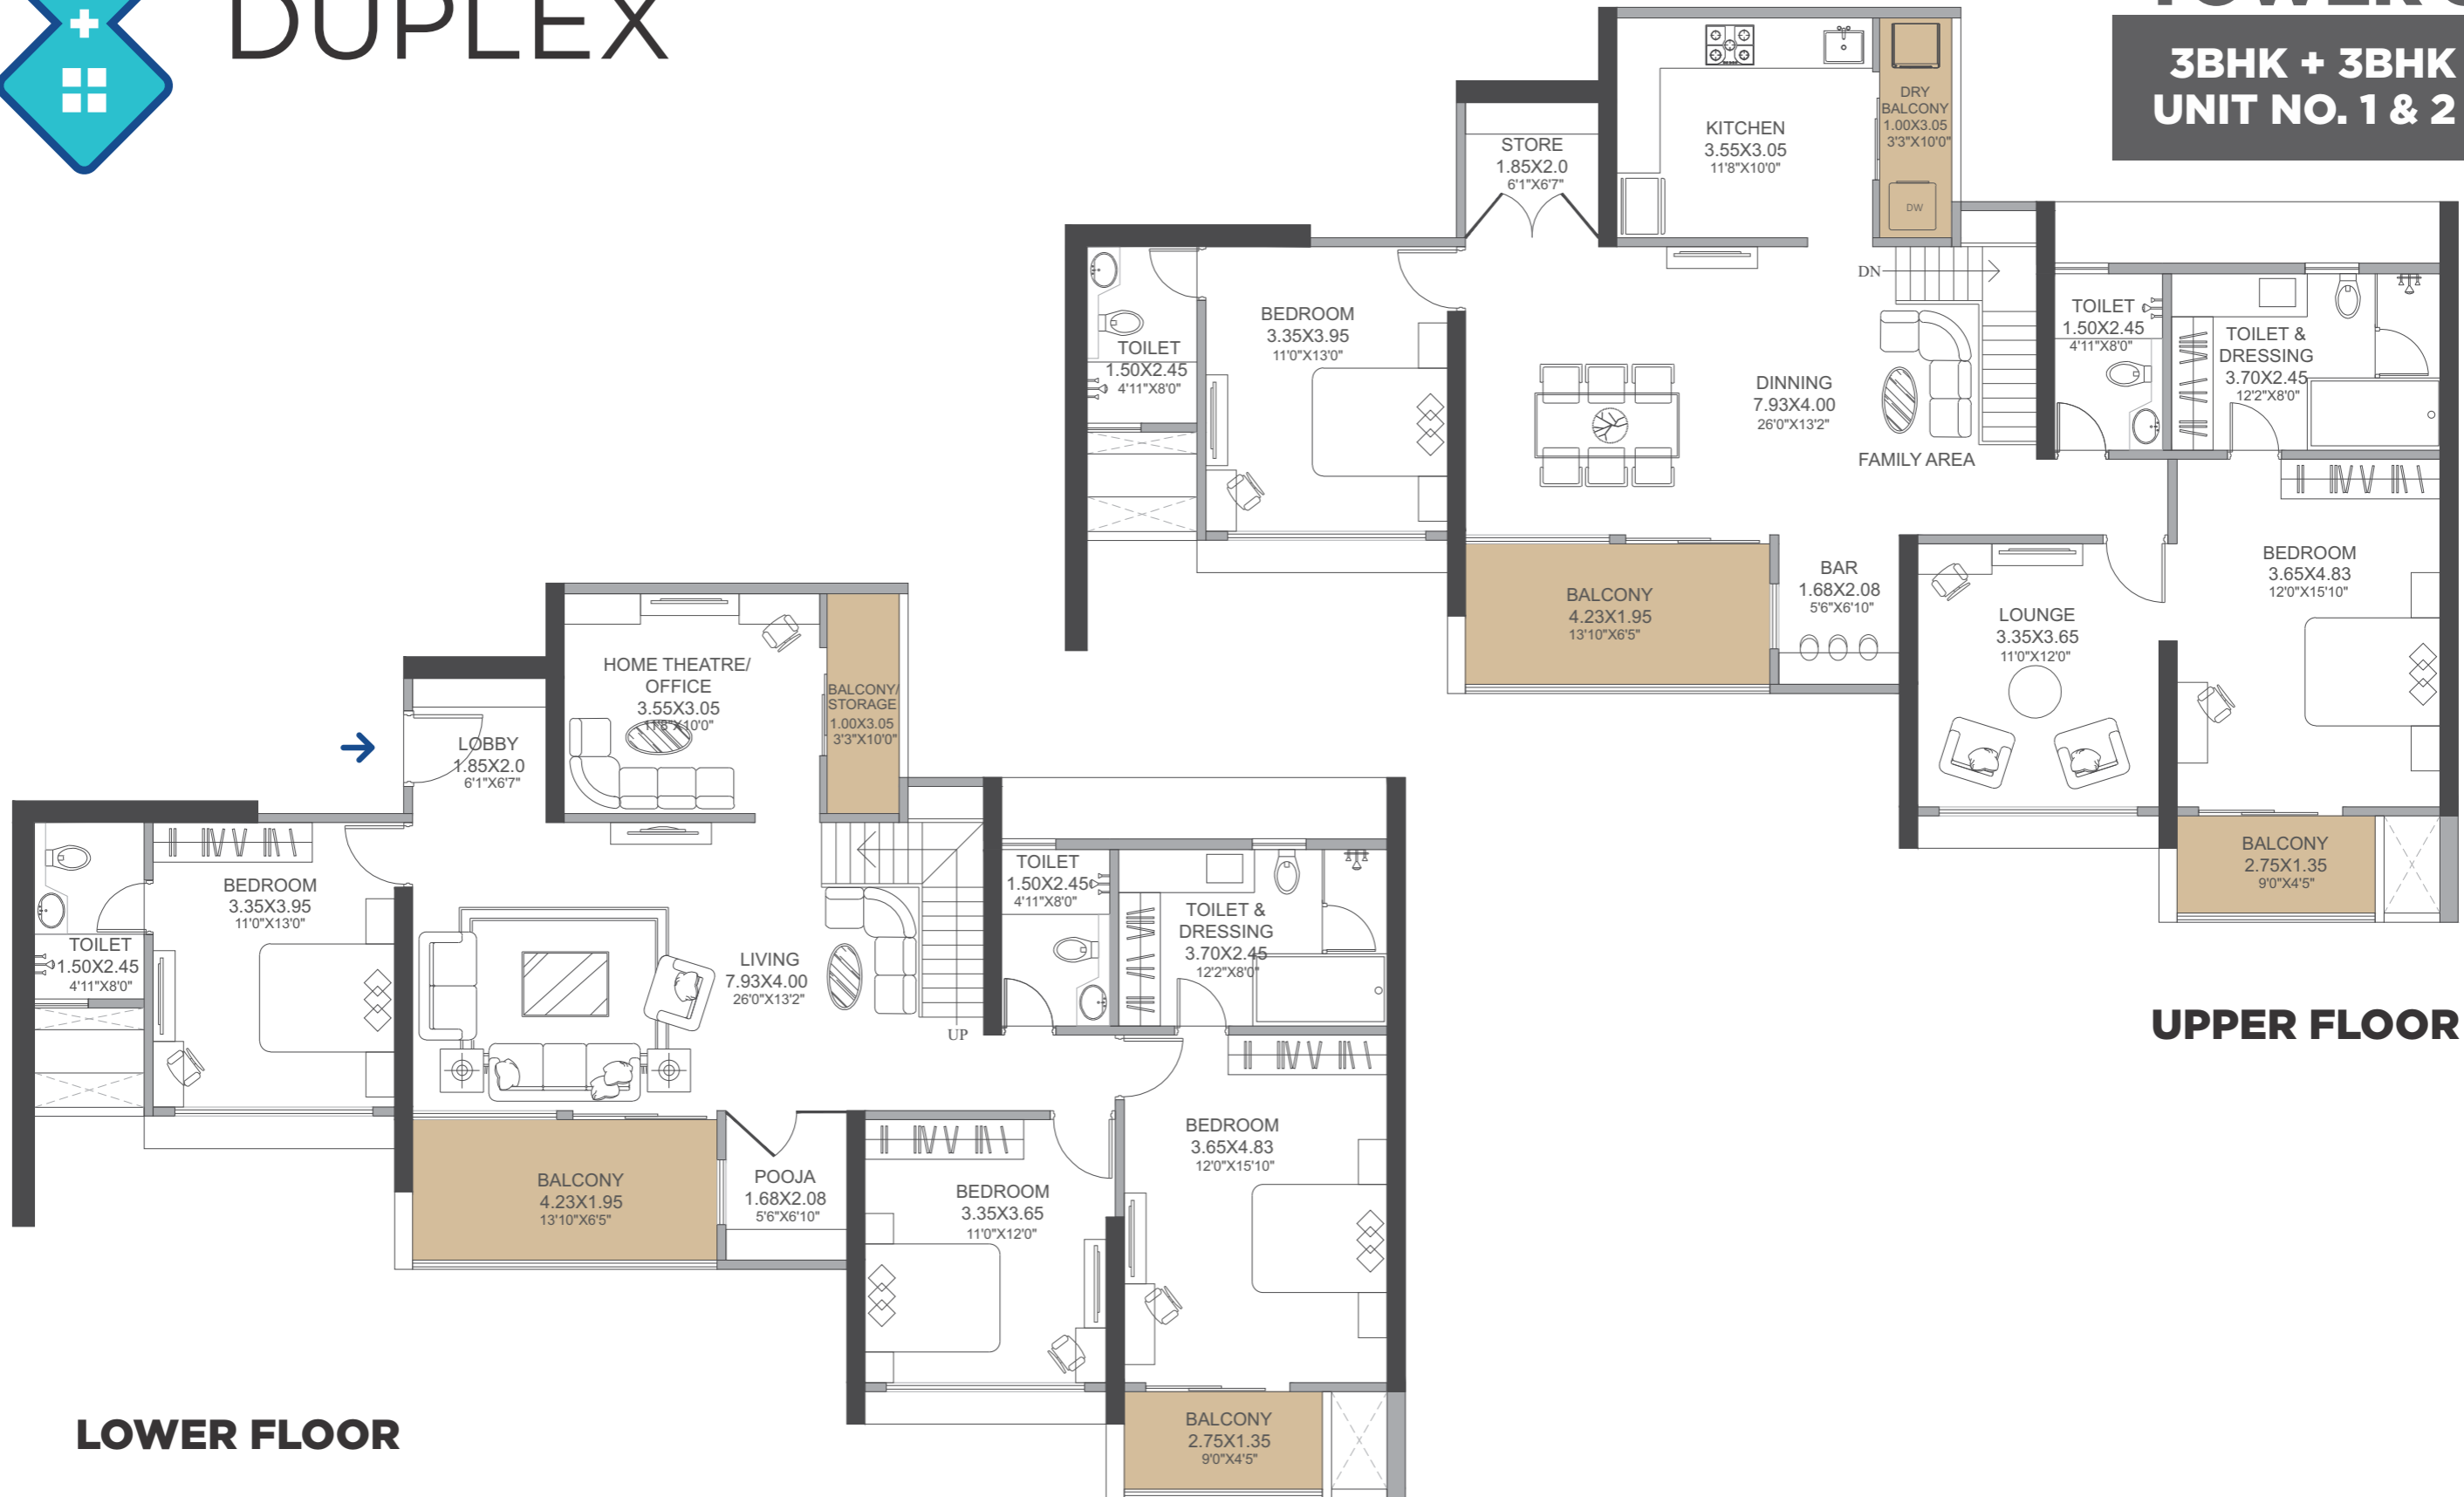 DUPLEX
3BHK + 3BHK
UNIT NO. 1 & 2
DRY
BALCONY
1.00X3.05
3'3"X10'0"
DW
KITCHEN
3.55X3.05
11'8"X10'0"
STORE
1.85X2.0
6'1"X6'7"
DN
TOILET
1.50X2.45
4'11"X8'0"
BEDROOM
3.35X3.95
11'0"X13'0"
DINNING
7.93X4.00
26'0"X13'2"
FAMILY AREA
TOILET
1.50X2.45
4'11"X8'0"
TOILET &
DRESSING
3.70X2.45
12'2"X8'0"
BALCONY
4.23X1.95
13'10"X6'5"
BAR
1.68X2.08
5'6"X6'10"
LOUNGE
3.35X3.65
11'0"X12'0"
BEDROOM
3.65X4.83
12'0"X15'10"
BALCONY
2.75X1.35
9'0"X4'5"
UPPER FLOOR
HOME THEATRE/
OFFICE
3.55X3.05
11'8"X10'0"
BALCONY/
STORAGE
1.00X3.05
3'3"X10'0"
LOBBY
1.85X2.0
6'1"X6'7"
TOILET
1.50X2.45
4'11"X8'0"
BEDROOM
3.35X3.95
11'0"X13'0"
LIVING
7.93X4.00
26'0"X13'2"
UP
TOILET
1.50X2.45
4'11"X8'0"
TOILET &
DRESSING
3.70X2.45
12'2"X8'0"
BALCONY
4.23X1.95
13'10"X6'5"
POOJA
1.68X2.08
5'6"X6'10"
BEDROOM
3.35X3.65
11'0"X12'0"
BEDROOM
3.65X4.83
12'0"X15'10"
BALCONY
2.75X1.35
9'0"X4'5"
LOWER FLOOR